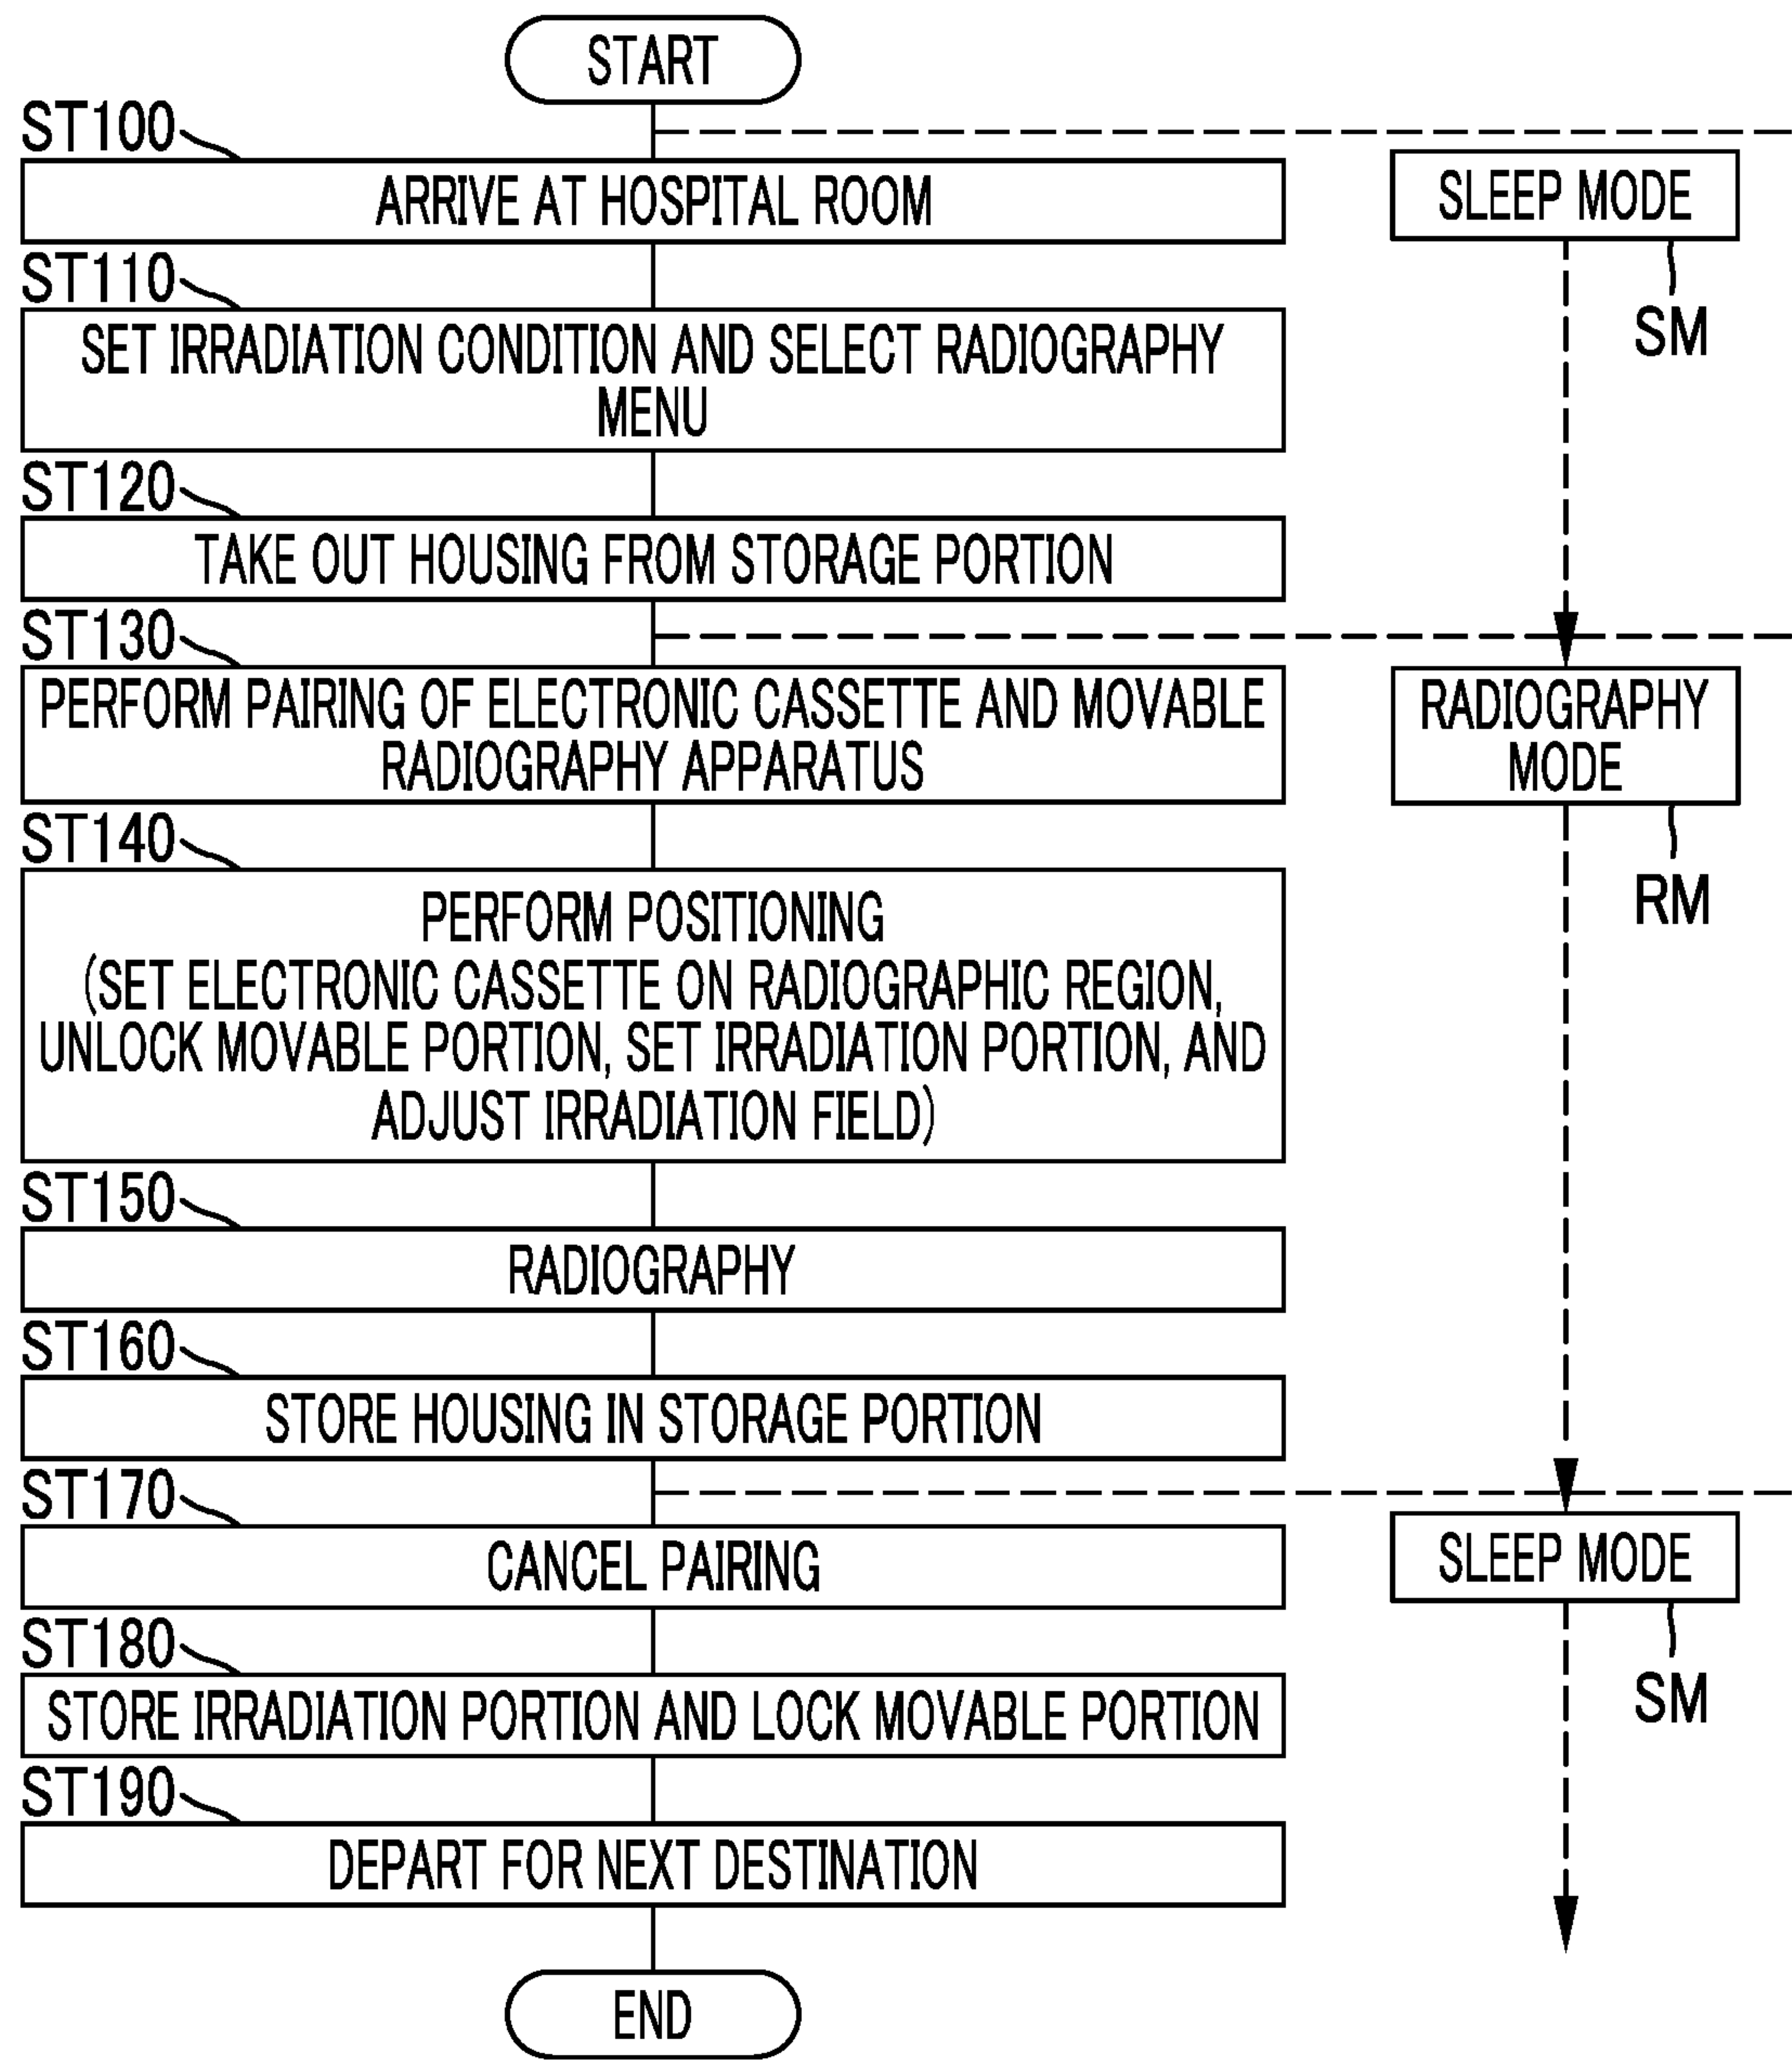 START
ST100
ARRIVE AT HOSPITAL ROOM
SLEEP MODE
SM
ST110
SET IRRADIATION CONDITION AND SELECT RADIOGRAPHY
MENU
ST120
TAKE OUT HOUSING FROM STORAGE PORTION
ST130
PERFORM PAIRING OF ELECTRONIC CASSETTE AND MOVABLE
RADIOGRAPHY APPARATUS
RADIOGRAPHY
MODE
RM
ST140
PERFORM POSITIONING
(SET ELECTRONIC CASSETTE ON RADIOGRAPHIC REGION,
UNLOCK MOVABLE PORTION, SET IRRADIATION PORTION, AND
ADJUST IRRADIATION FIELD)
ST150
RADIOGRAPHY
ST160
STORE HOUSING IN STORAGE PORTION
ST170
CANCEL PAIRING
SLEEP MODE
SM
ST180
STORE IRRADIATION PORTION AND LOCK MOVABLE PORTION
ST190
DEPART FOR NEXT DESTINATION
END